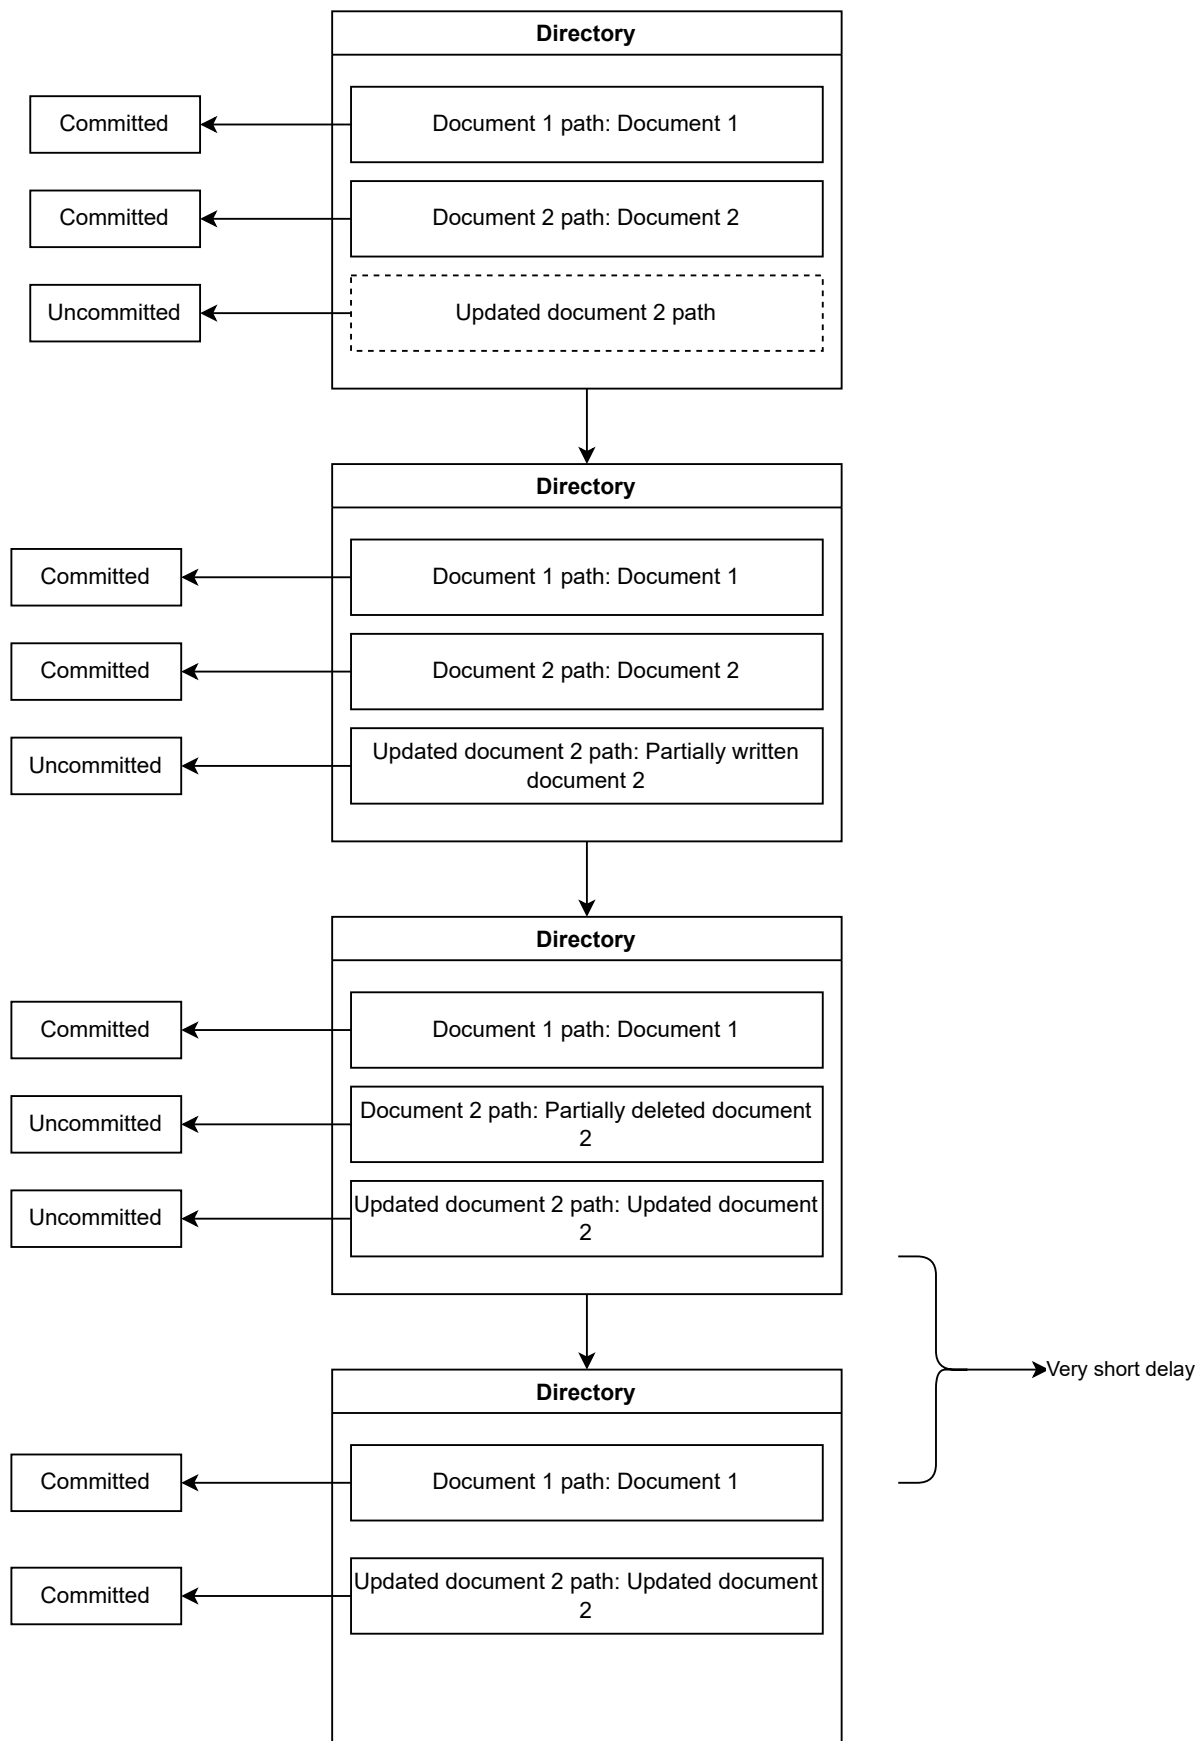 Directory
Committed
Document 1 path: Document 1
Committed
Document 2 path: Document 2
Uncommitted
Updated document 2 path
Directory
Committed
Document 1 path: Document 1
Committed
Document 2 path: Document 2
Uncommitted
Updated document 2 path: Partially written
document 2
Directory
Committed
Document 1 path: Document 1
Uncommitted
Document 2 path: Partially deleted document
2
Uncommitted
Updated document 2 path: Updated document
2
Very short delay
Directory
Committed
Document 1 path: Document 1
Committed
Updated document 2 path: Updated document
2